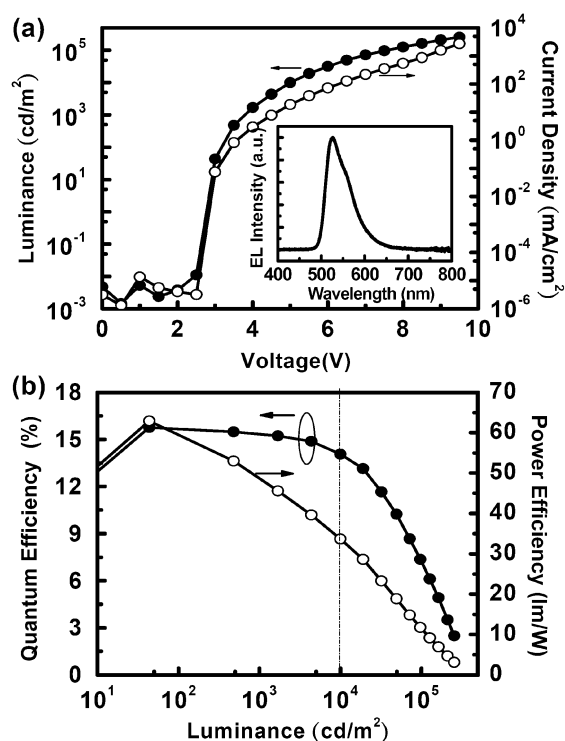 (a)
10^5
10^3
10^1
10^-1
10^-3
Luminance (cd/m^2)
10^4
10^2
10^0
10^-2
10^-4
10^-6
Current Density (mA/cm^2)
EL Intensity (a.u.)
400 500 600 700 800
Wavelength (nm)
0 2 4 6 8 10
Voltage(V)
(b)
18
15
12
9
6
3
0
Quantum Efficiency (%)
70
60
50
40
30
20
10
0
Power Efficiency (lm/W)
10^1 10^2 10^3 10^4 10^5
Luminance (cd/m^2)